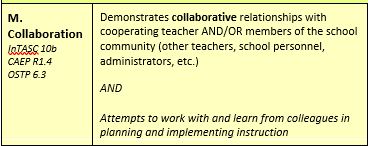 M.
Collaboration
InTASC 10b
CAEP R1.4
OSTP 6.3
Demonstrates collaborative relationships with
cooperating teacher AND/OR members of the school
community (other teachers, school personnel,
administrators, etc.)
AND
Attempts to work with and learn from colleagues in
planning and implementing instruction